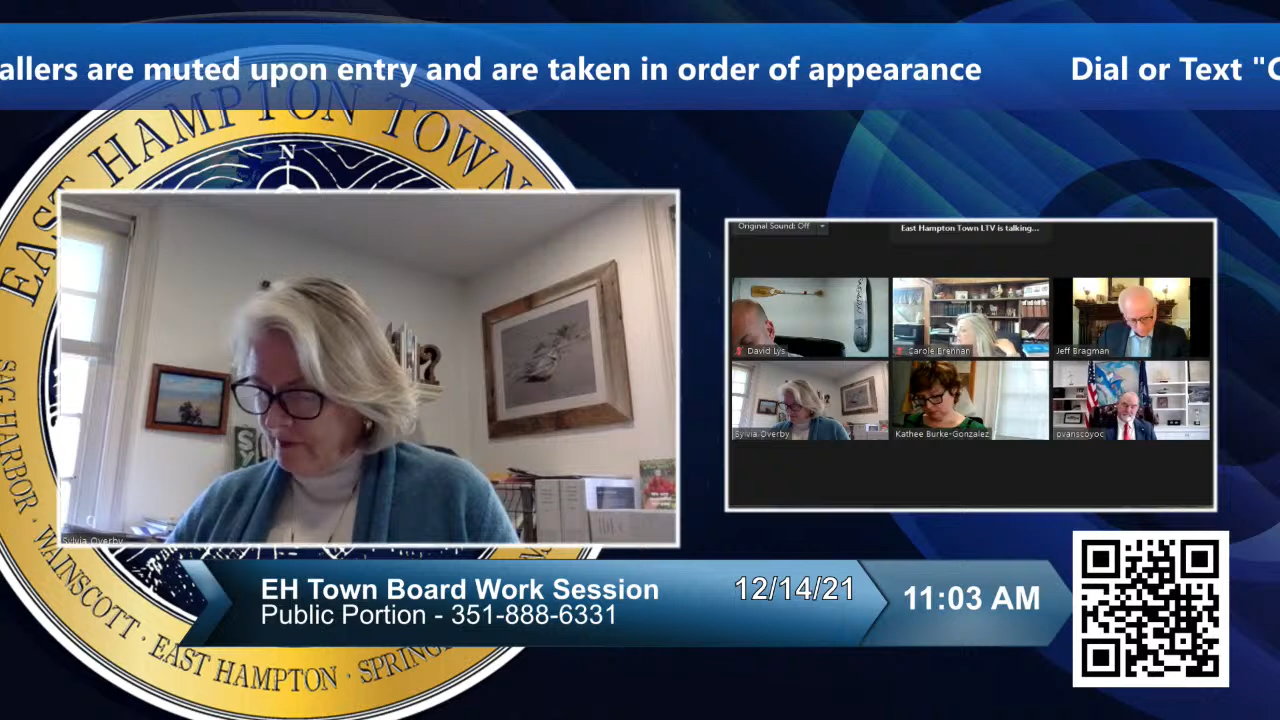 allers are muted upon entry and are taken in order of appearance
Dial or Text "C
EAST HAMPTON TOWN
N
Original Sound: Off
East Hampton Town LTV is talking...
David Lys
Carole Brennan
Jeff Bragman
Sylvia Overby
Kathee Burke-Gonzalez
pvanscoyoc
Sylvia Overby
SAG HARBOR · WAINSCOTT · EAST HAMPTON · SPRING
EH Town Board Work Session
12/14/21
11:03 AM
Public Portion - 351-888-6331